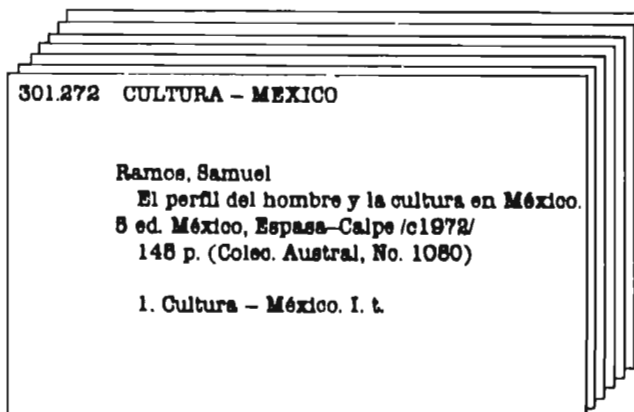 301.272 CULTURA – MEXICO
Ramos, Samuel
El perfil del hombre y la cultura en México.
5 ed. México, Espasa–Calpe /c1972/
145 p. (Colec. Austral, No. 1080)
1. Cultura – México. I. t.